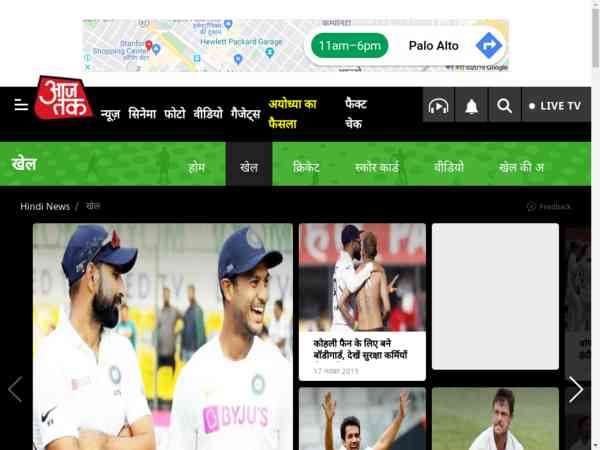 Stanford
Shopping Center
Hewlett Packard Garage
11am–6pm
Palo Alto
आज
तक
न्यूज़ सिनेमा फोटो वीडियो गैजेट्स
अयोध्या का
फैसला
फैक्ट
चेक
LIVE TV
खेल
होम खेल क्रिकेट स्कोर कार्ड वीडियो खेल की अ
Hindi News / खेल
Feedback
BYJU'S
कोहली फैन के लिए बने
बॉडीगार्ड, देखें सुरक्षा कर्मियों
17 नवंबर 2019